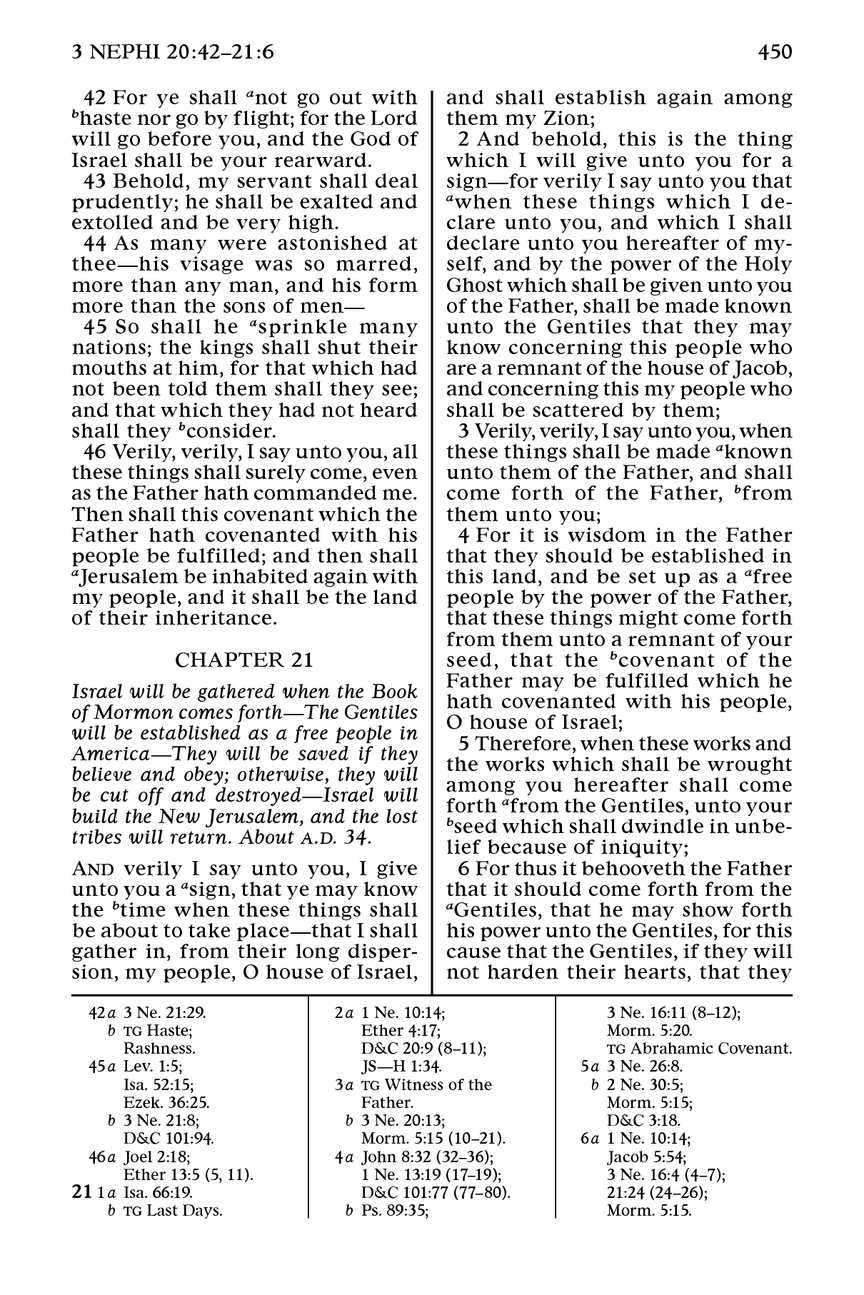 3 NEPHI 20:42–21:6
450
42 For ye shall anot go out with
bhaste nor go by flight; for the Lord
will go before you, and the God of
Israel shall be your rearward.
43 Behold, my servant shall deal
prudently; he shall be exalted and
extolled and be very high.
44 As many were astonished at
thee—his visage was so marred,
more than any man, and his form
more than the sons of men—
45 So shall he asprinkle many
nations; the kings shall shut their
mouths at him, for that which had
not been told them shall they see;
and that which they had not heard
shall they bconsider.
46 Verily, verily, I say unto you, all
these things shall surely come, even
as the Father hath commanded me.
Then shall this covenant which the
Father hath covenanted with his
people be fulfilled; and then shall
aJerusalem be inhabited again with
my people, and it shall be the land
of their inheritance.
CHAPTER 21
Israel will be gathered when the Book
of Mormon comes forth—The Gentiles
will be established as a free people in
America—They will be saved if they
believe and obey; otherwise, they will
be cut off and destroyed—Israel will
build the New Jerusalem, and the lost
tribes will return. About A.D. 34.
AND verily I say unto you, I give
unto you a asign, that ye may know
the btime when these things shall
be about to take place—that I shall
gather in, from their long disper-
sion, my people, O house of Israel,
and shall establish again among
them my Zion;
2 And behold, this is the thing
which I will give unto you for a
sign—for verily I say unto you that
awhen these things which I de-
clare unto you, and which I shall
declare unto you hereafter of my-
self, and by the power of the Holy
Ghost which shall be given unto you
of the Father, shall be made known
unto the Gentiles that they may
know concerning this people who
are a remnant of the house of Jacob,
and concerning this my people who
shall be scattered by them;
3 Verily, verily, I say unto you, when
these things shall be made aknown
unto them of the Father, and shall
come forth of the Father, bfrom
them unto you;
4 For it is wisdom in the Father
that they should be established in
this land, and be set up as a afree
people by the power of the Father,
that these things might come forth
from them unto a remnant of your
seed, that the bcovenant of the
Father may be fulfilled which he
hath covenanted with his people,
O house of Israel;
5 Therefore, when these works and
the works which shall be wrought
among you hereafter shall come
forth afrom the Gentiles, unto your
bseed which shall dwindle in unbe-
lief because of iniquity;
6 For thus it behooveth the Father
that it should come forth from the
aGentiles, that he may show forth
his power unto the Gentiles, for this
cause that the Gentiles, if they will
not harden their hearts, that they
42a 3 Ne. 21:29.
b TG Haste;
Rashness.
45a Lev. 1:5;
Isa. 52:15;
Ezek. 36:25.
b 3 Ne. 21:8;
D&C 101:94.
46a Joel 2:18;
Ether 13:5 (5, 11).
21 1a Isa. 66:19.
b TG Last Days.
2a 1 Ne. 10:14;
Ether 4:17;
D&C 20:9 (8–11);
JS—H 1:34.
3a TG Witness of the
Father.
b 3 Ne. 20:13;
Morm. 5:15 (10–21).
4a John 8:32 (32–36);
1 Ne. 13:19 (17–19);
D&C 101:77 (77–80).
b Ps. 89:35;
3 Ne. 16:11 (8–12);
Morm. 5:20.
TG Abrahamic Covenant.
5a 3 Ne. 26:8.
b 2 Ne. 30:5;
Morm. 5:15;
D&C 3:18.
6a 1 Ne. 10:14;
Jacob 5:54;
3 Ne. 16:4 (4–7);
21:24 (24–26);
Morm. 5:15.